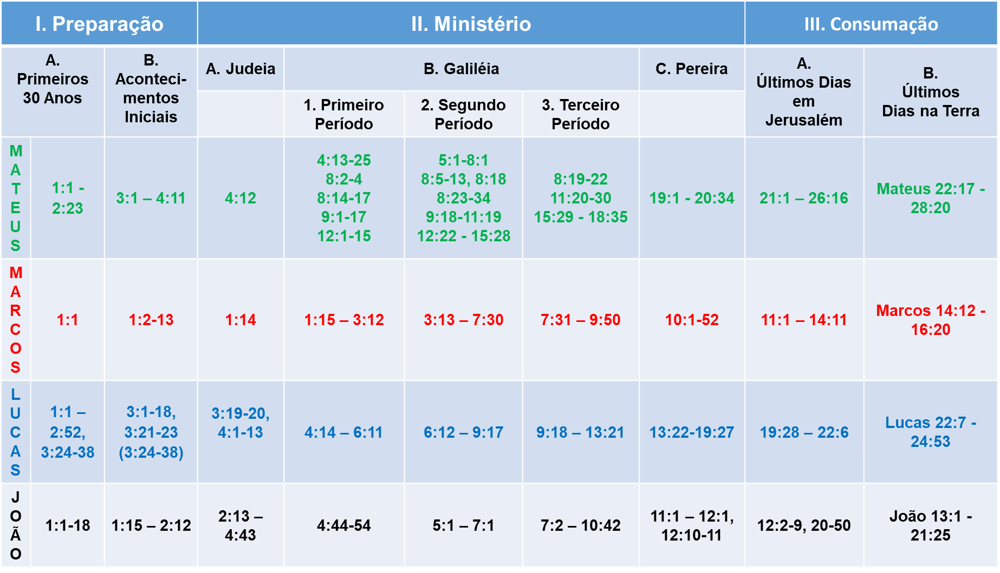 I. Preparação
II. Ministério
III. Consumação
A.
Primeiros
30 Anos
B.
Aconteci-
mentos
Iniciais
A. Judeia
B. Galiléia
C. Pereira
A.
Últimos Dias
em
Jerusalém
B.
Últimos
Dias na Terra
1. Primeiro
Período
2. Segundo
Período
3. Terceiro
Período
MATEUS
1:1 -
2:23
3:1 – 4:11
4:12
4:13-25
8:2-4
8:14-17
9:1-17
12:1-15
5:1-8:1
8:5-13, 8:18
8:23-34
9:18-11:19
12:22 - 15:28
8:19-22
11:20-30
15:29 - 18:35
19:1 - 20:34
21:1 – 26:16
Mateus 22:17 -
28:20
MARCOS
1:1
1:2-13
1:14
1:15 – 3:12
3:13 – 7:30
7:31 – 9:50
10:1-52
11:1 – 14:11
Marcos 14:12 -
16:20
LUCAS
1:1 –
2:52,
3:24-38
3:1-18,
3:21-23
(3:24-38)
3:19-20,
4:1-13
4:14 – 6:11
6:12 – 9:17
9:18 – 13:21
13:22-19:27
19:28 – 22:6
Lucas 22:7 -
24:53
JOÃO
1:1-18
1:15 – 2:12
2:13 –
4:43
4:44-54
5:1 – 7:1
7:2 – 10:42
11:1 – 12:1,
12:10-11
12:2-9, 20-50
João 13:1 -
21:25